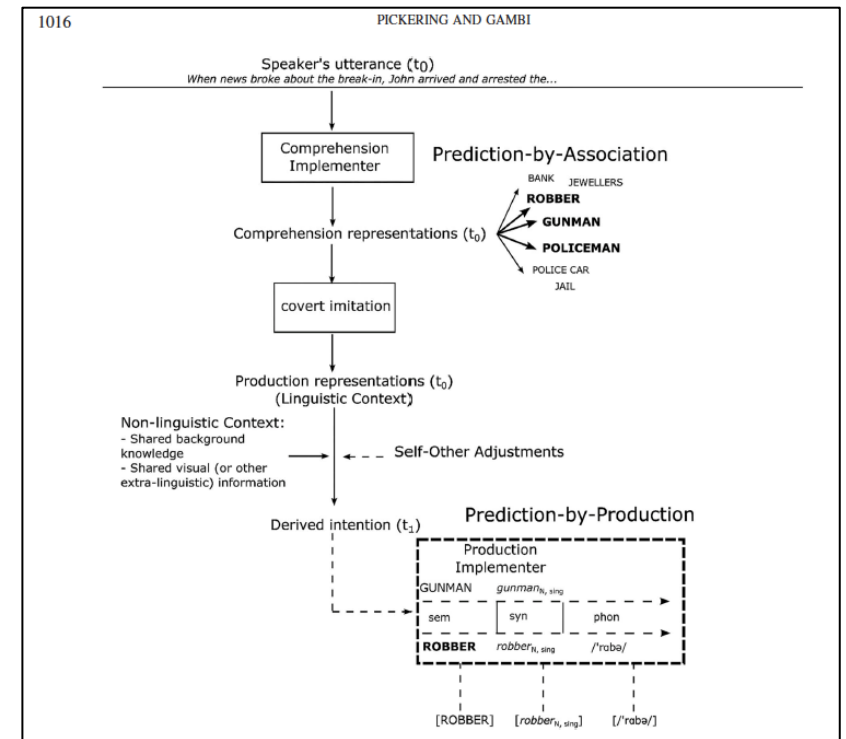 1016
PICKERING AND GAMBI
Speaker's utterance (t₀)
When news broke about the break-in, John arrived and arrested the...
Comprehension
Implementer
Prediction-by-Association
BANK
JEWELLERS
ROBBER
GUNMAN
Comprehension representations (t₀)
POLICEMAN
POLICE CAR
JAIL
covert imitation
Production representations (t₀)
(Linguistic Context)
Non-linguistic Context:
- Shared background
knowledge
- Shared visual (or other
extra-linguistic) information
Self-Other Adjustments
Derived intention (t₁)
Prediction-by-Production
Production
Implementer
GUNMAN gunman_N, sing
sem syn phon
ROBBER robber_N, sing /'rɒbə/
[ROBBER] [robber_N, sing] [/'rɒbə/]